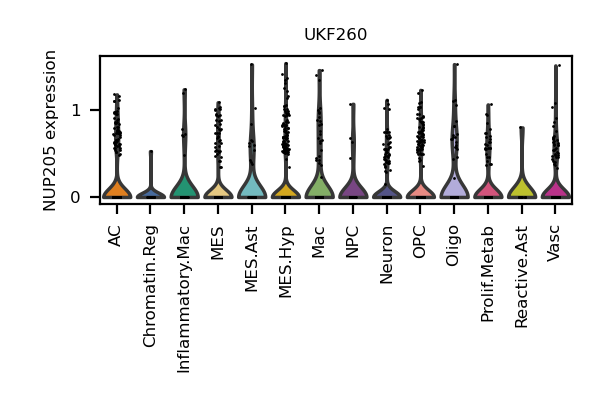 UKF260
NUP205 expression
1
0
AC
Chromatin.Reg
Inflammatory.Mac
MES
MES.Ast
MES.Hyp
Mac
NPC
Neuron
OPC
Oligo
Prolif.Metab
Reactive.Ast
Vasc